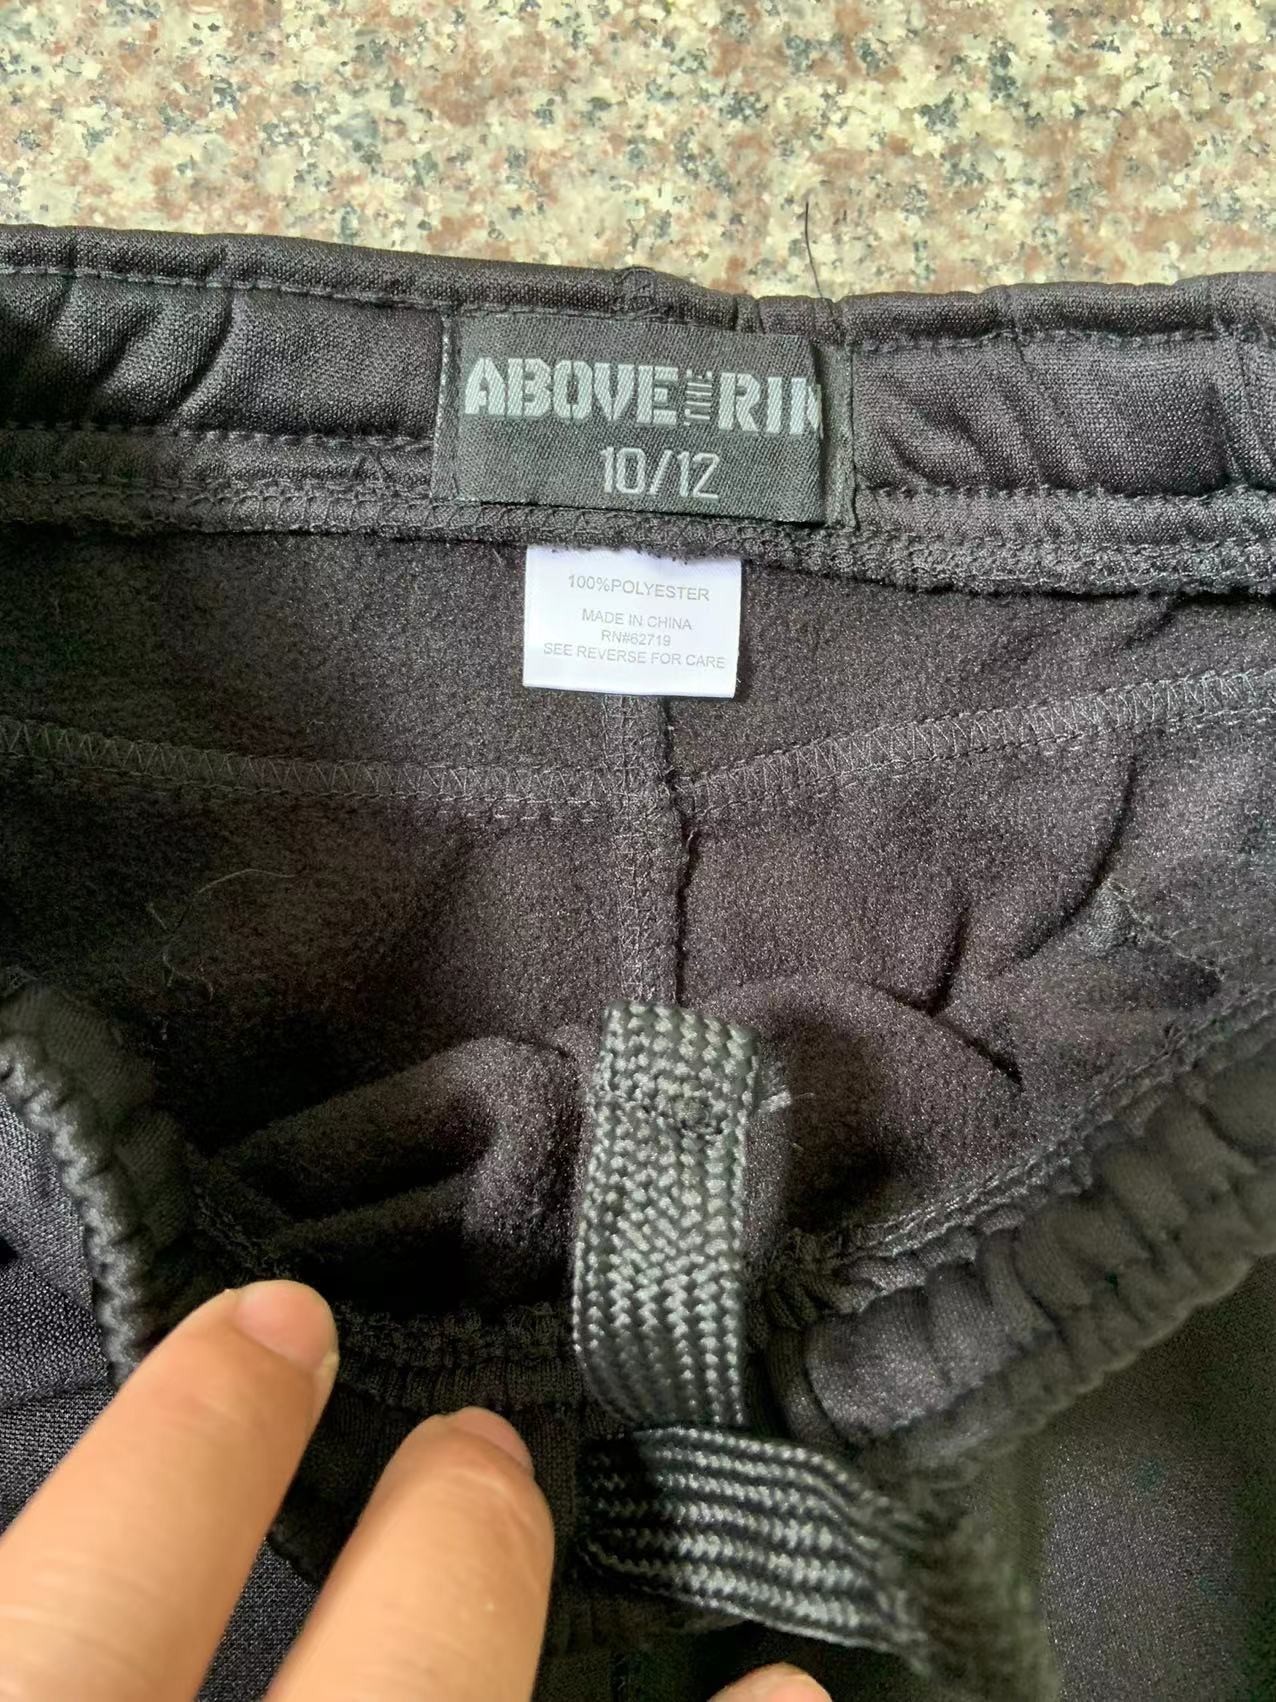 ABOVE THE RIM
10/12
100%POLYESTER
MADE IN CHINA
RN#62719
SEE REVERSE FOR CARE